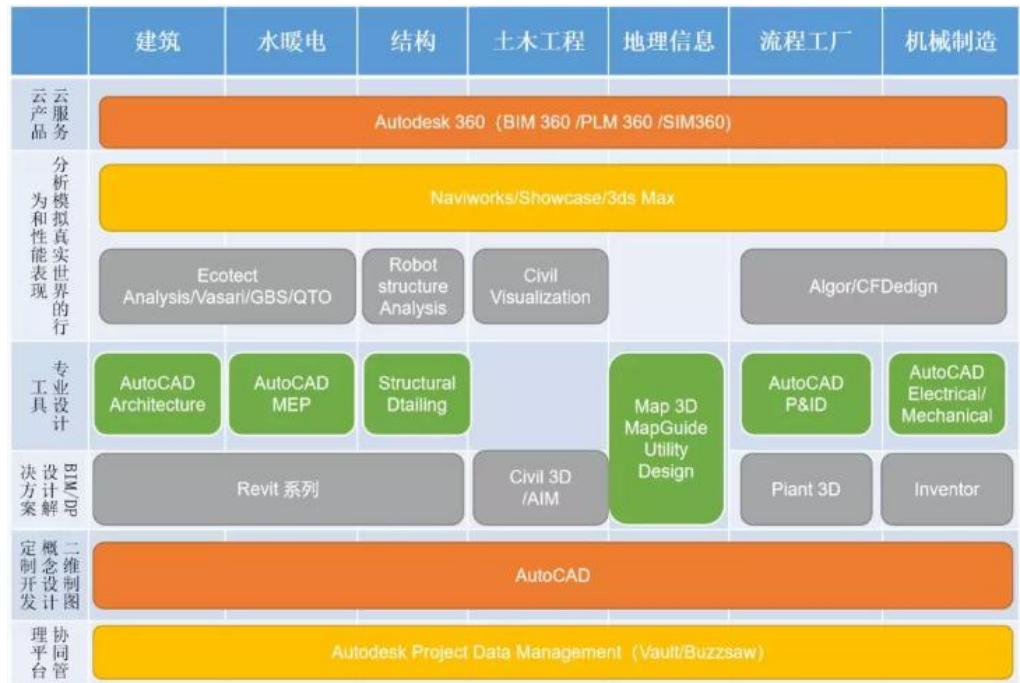 建筑 水暖电 结构 土木工程 地理信息 流程工厂 机械制造
云服务
云产品
Autodesk 360（BIM 360 /PLM 360 /SIM360)
分析模拟真实世界的行
为和性能表现
Naviworks/Showcase/3ds Max
Ecotect
Analysis/Vasari/GBS/QTO
Robot
structure
Analysis
Civil
Visualization
Algor/CFDedign
专业设计
工具
AutoCAD
Architecture
AutoCAD
MEP
Structural
Dtailing
Map 3D
MapGuide
Utility
Design
AutoCAD
P&ID
AutoCAD
Electrical/
Mechanical
BIM/DP
设计解
决方案
Revit 系列
Civil 3D
/AIM
Piant 3D
Inventor
二维制图
概念设计
定制开发
AutoCAD
协同管
理平台
Autodesk Project Data Management（Vault/Buzzsaw）